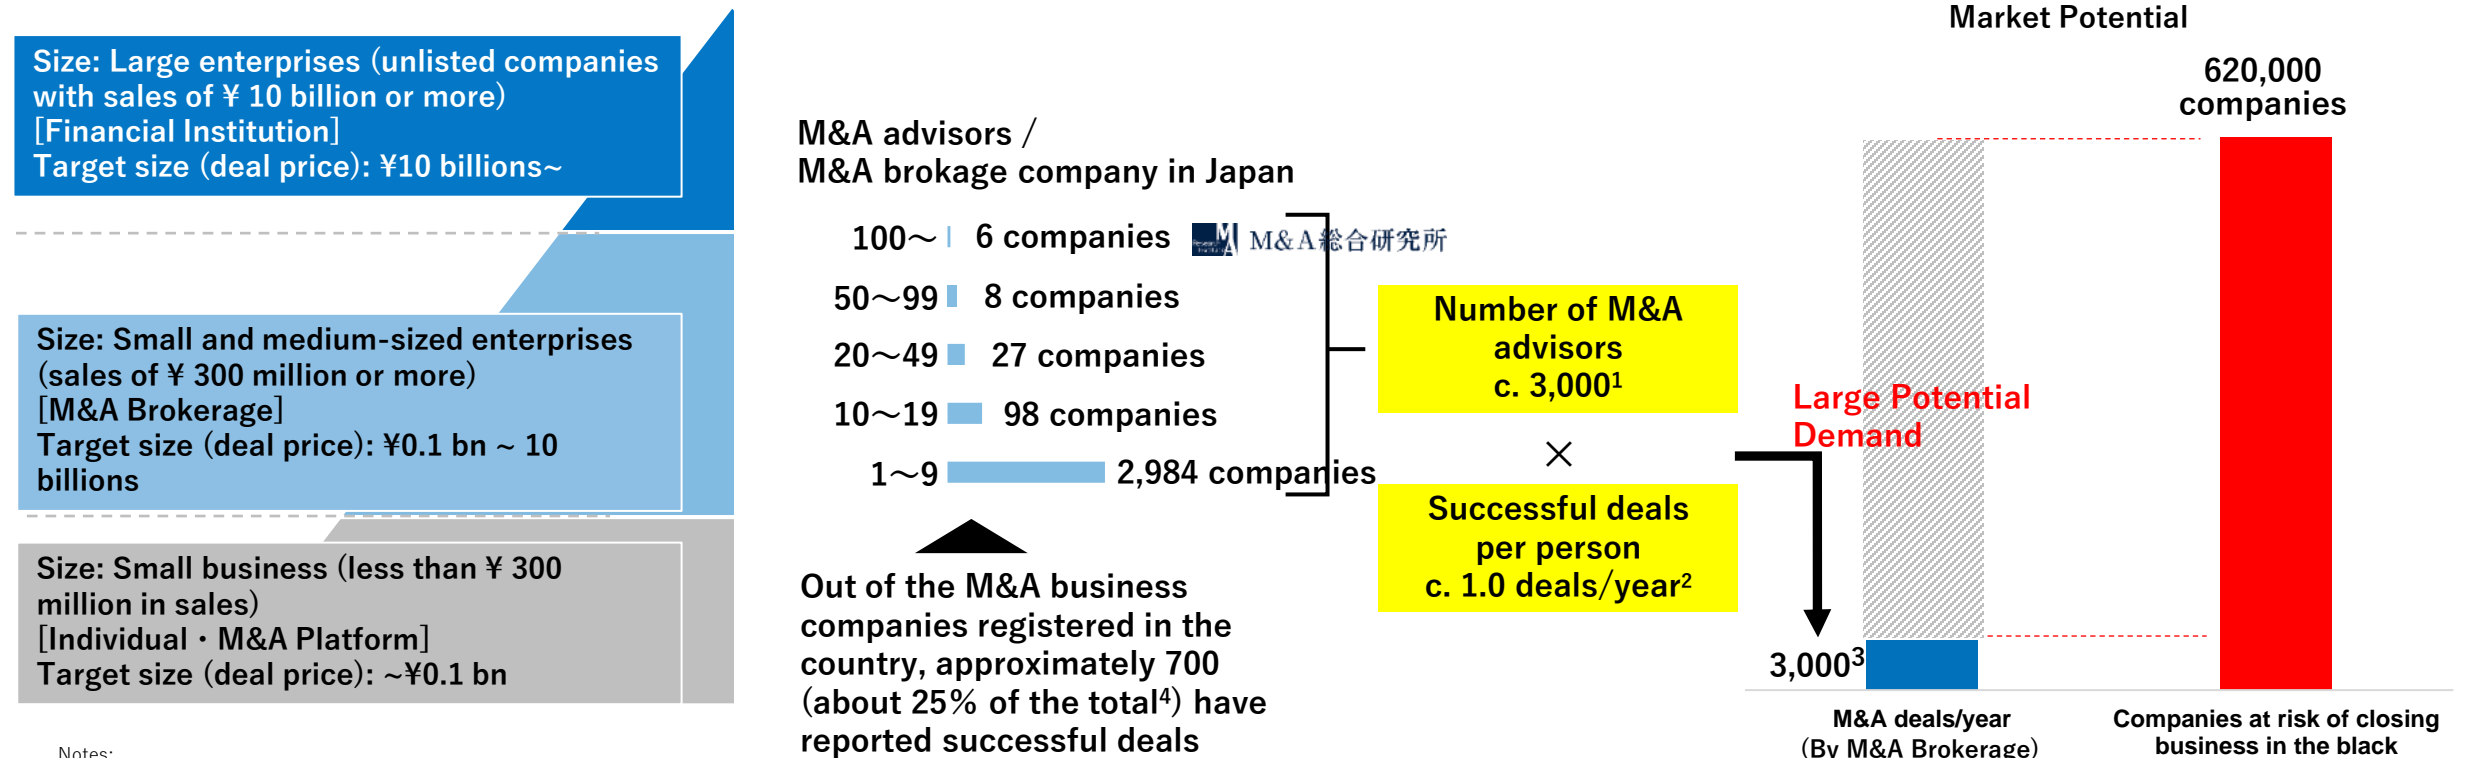 Size: Large enterprises (unlisted companies
with sales of ¥ 10 billion or more)
[Financial Institution]
Target size (deal price): ¥10 billions~
Size: Small and medium-sized enterprises
(sales of ¥ 300 million or more)
[M&A Brokerage]
Target size (deal price): ¥0.1 bn ~ 10
billions
Size: Small business (less than ¥ 300
million in sales)
[Individual・M&A Platform]
Target size (deal price): ~¥0.1 bn
Notes:
M&A advisors /
M&A brokage company in Japan
100～ 6 companies M&A総合研究所
50～99 8 companies
20～49 27 companies
10～19 98 companies
1～9 2,984 companies
Out of the M&A business
companies registered in the
country, approximately 700
(about 25% of the total⁴) have
reported successful deals
Number of M&A
advisors
c. 3,000¹
×
Successful deals
per person
c. 1.0 deals/year²
Market Potential
620,000
companies
Large Potential
Demand
3,000³
M&A deals/year
(By M&A Brokerage)
Companies at risk of closing
business in the black